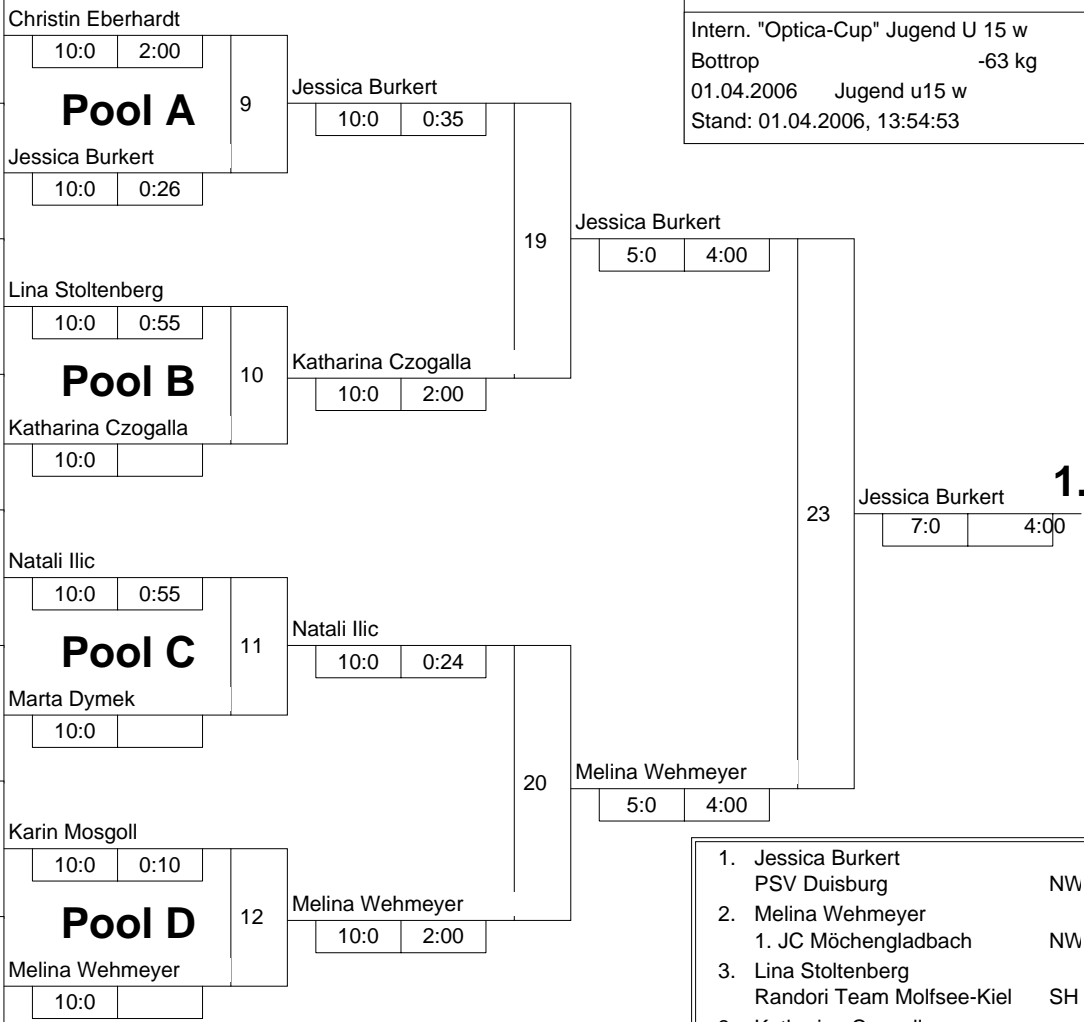 Christin Eberhardt
10:0 2:00
Pool A
9
Jessica Burkert
10:0 0:26
Jessica Burkert
10:0 0:35
Lina Stoltenberg
10:0 0:55
Pool B
10
Katharina Czogalla
10:0
Katharina Czogalla
10:0 2:00
19
Jessica Burkert
5:0 4:00
Natali Ilic
10:0 0:55
Pool C
11
Marta Dymek
10:0
Natali Ilic
10:0 0:24
Karin Mosgoll
10:0 0:10
Pool D
12
Melina Wehmeyer
10:0
Melina Wehmeyer
10:0 2:00
20
Melina Wehmeyer
5:0 4:00
23
Jessica Burkert 1.
7:0 4:00
Intern. "Optica-Cup" Jugend U 15 w
Bottrop -63 kg
01.04.2006 Jugend u15 w
Stand: 01.04.2006, 13:54:53
1. Jessica Burkert
PSV Duisburg NW
2. Melina Wehmeyer
1. JC Möchengladbach NW
3. Lina Stoltenberg
Randori Team Molfsee-Kiel SH